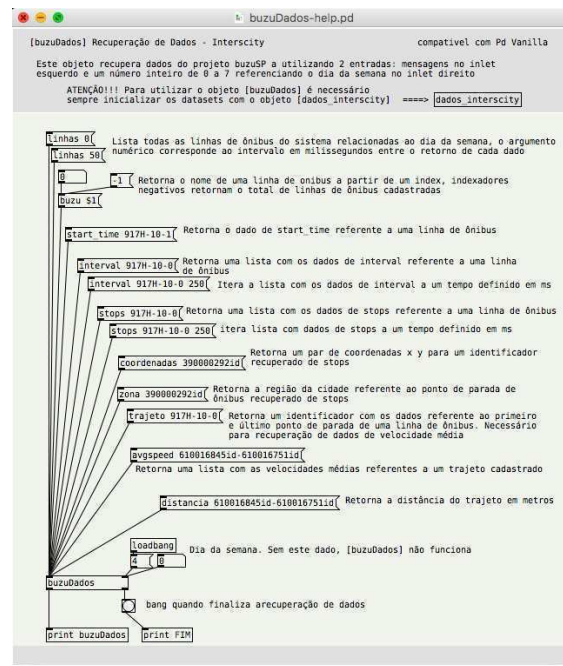 buzuDados-help.pd
[buzuDados] Recuperação de Dados - Interscity
compativel com Pd Vanilla
Este objeto recupera dados do projeto buzuSP a utilizando 2 entradas: mensagens no inlet
esquerdo e um número inteiro de 0 a 7 referenciando o dia da semana no inlet direito
ATENÇÃO!!! Para utilizar o objeto [buzuDados] é necessário
sempre inicializar os datasets com o objeto [dados_interscity] ====> dados_interscity
linhas 0
linhas 50
Lista todas as linhas de ônibus do sistema relacionadas ao dia da semana, o argumento
numérico corresponde ao intervalo em milissegundos entre o retorno de cada dado
0
-1
Retorna o nome de uma linha de onibus a partir de um index, indexadores
negativos retornam o total de linhas de ônibus cadastradas
buzu $1
start_time 917H-10-1
Retorna o dado de start_time referente a uma linha de ônibus
interval 917H-10-0
Retorna uma lista com os dados de interval referente a uma linha
de ônibus
interval 917H-10-0 250
Itera a lista com dados de interval a um tempo definido em ms
stops 917H-10-0
Retorna uma lista com os dados de stops referente a uma linha de ônibus
stops 917H-10-0 250
itera lista com dados de stops a um tempo definido em ms
coordenadas 390000292id
Retorna um par de coordenadas x y para um identificador
recuperado de stops
zona 390000292id
Retorna a região da cidade referente ao ponto de parada de
ônibus recuperado de stops
trajeto 917H-10-0
Retorna um identificador com os dados referente ao primeiro
e último ponto de parada de uma linha de ônibus. Necessário
para recuperação de dados de velocidade média
avgspeed 610016845id-610016751id
Retorna uma lista com as velocidades médias referentes a um trajeto cadastrado
distancia 610016845id-610016751id
Retorna a distância do trajeto em metros
loadbang
4
0
Dia da semana. Sem este dado, [buzuDados] não funciona
buzuDados
bang quando finaliza arecuperação de dados
print buzuDados
print FIM